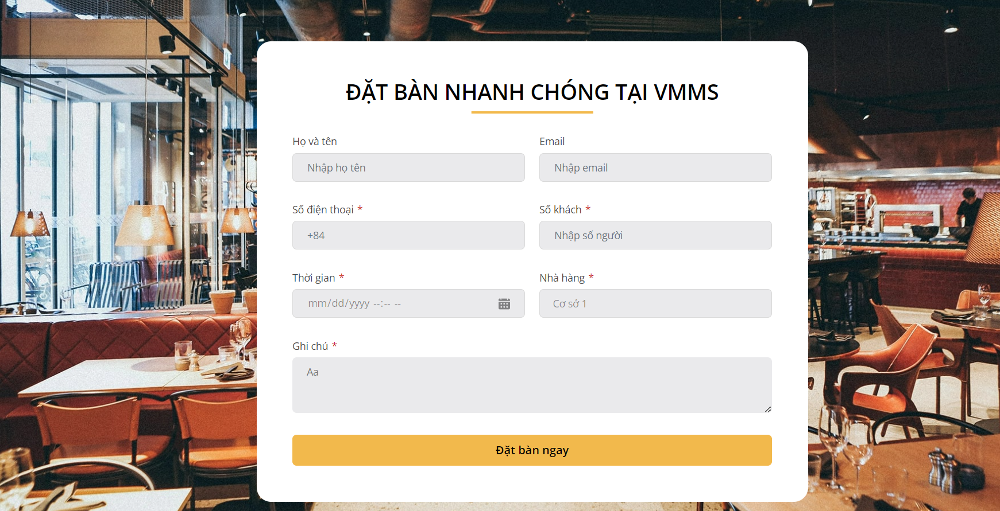 ĐẶT BÀN NHANH CHÓNG TẠI VMMS
Họ và tên
Email
Nhập họ tên
Nhập email
Số điện thoại *
Số khách *
+84
Nhập số người
Thời gian *
Nhà hàng *
mm/dd/yyyy --:-- --
Cơ sở 1
Ghi chú *
Aa
Đặt bàn ngay